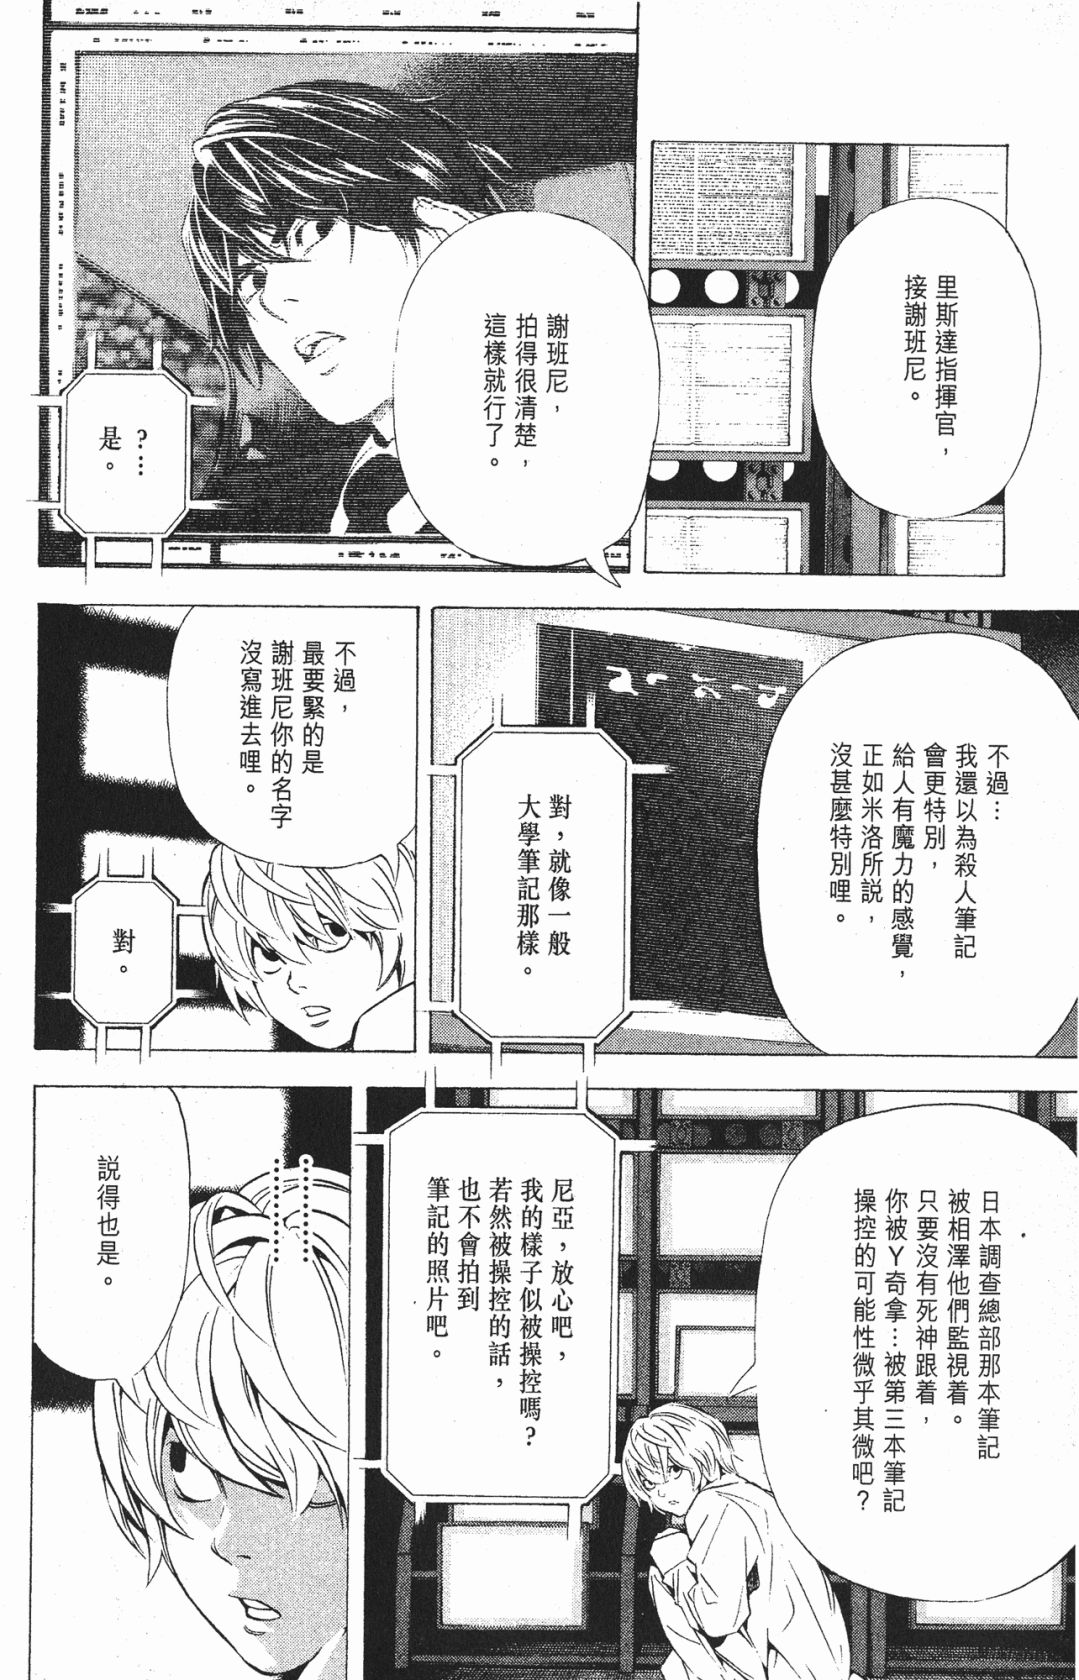 里斯達指揮官，
接謝班尼。
謝班尼，
拍得很清楚，
這樣就行了。
?…
是。
不過…
我還以為殺人筆記
會更特別，
給人有魔力的感覺，
正如米洛所說，
沒甚麼特別哩。
對，就像一般
大學筆記那樣。
不過，
最要緊的是
謝班尼你的名字
沒寫進去哩。
對。
日本調查總部那本筆記
被相澤他們監視着。
只要沒有死神跟着，
你被Y奇拿…被第三本筆記
操控的可能性微乎其微吧？
尼亞，放心吧，
我的樣子似被操控嗎？
若然被操控的話，
也不會拍到
筆記的照片吧。
⋯⋯⋯
⋯⋯⋯
說得也是。